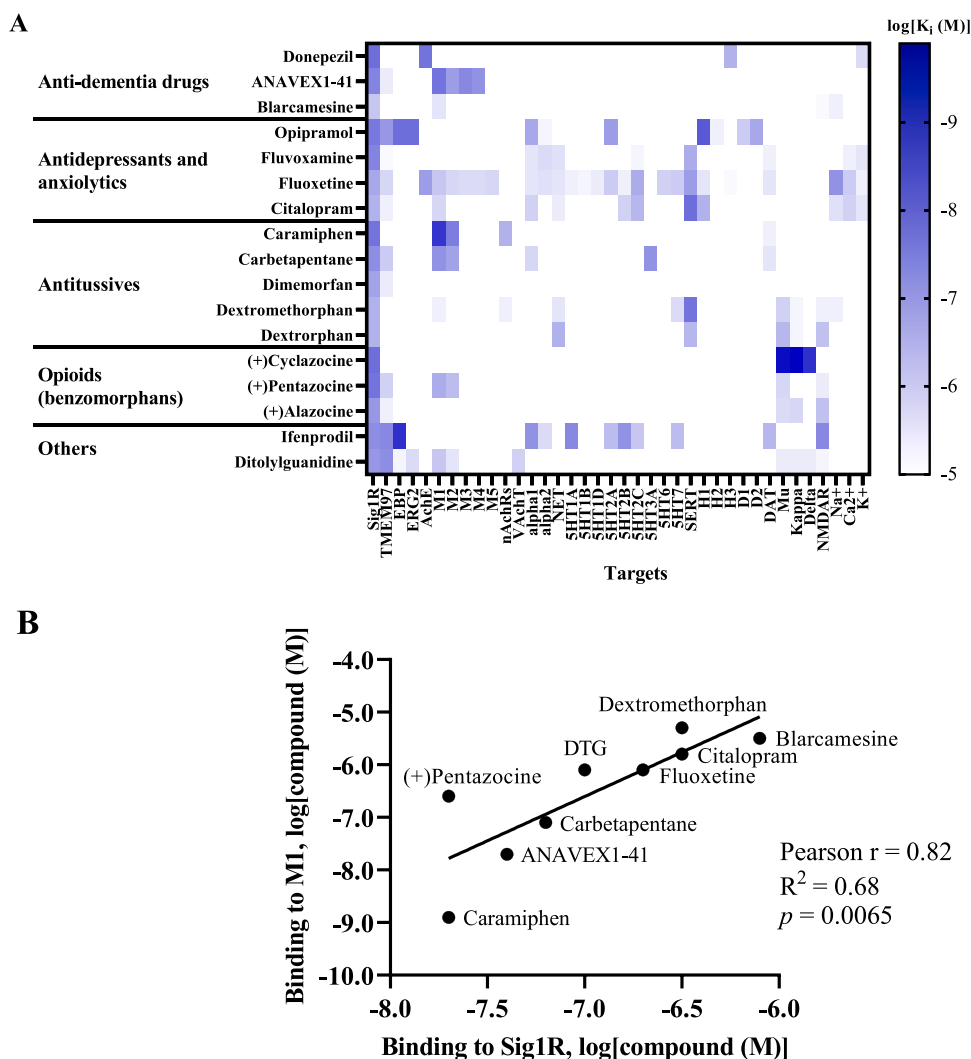 A
log[Ki (M)]
Anti-dementia drugs
Donepezil
ANAVEX1-41
Blarcamesine
Antidepressants and
anxiolytics
Opipramol
Fluvoxamine
Fluoxetine
Citalopram
Antitussives
Caramiphen
Carbetapentane
Dimemorfan
Dextromethorphan
Dextrorphan
Opioids
(benzomorphans)
(+)Cyclazocine
(+)Pentazocine
(+)Alazocine
Others
Ifenprodil
Ditolylguanidine
-9
-8
-7
-6
-5
Sig1R
TMEM97
EBP
ERG2
AchE
M1
M2
M3
M4
M5
nAchRs
VAchT
alpha1
alpha2
NET
5HT1A
5HT1B
5HT1D
5HT2A
5HT2B
5HT2C
5HT3A
5HT6
5HT7
SERT
H1
H2
H3
D1
D2
DAT
Mu
Kappa
Delta
NMDAR
Na+
Ca2+
K+
Targets
B
Binding to M1, log[compound (M)]
-4.0
-5.0
-6.0
-7.0
-8.0
-9.0
-10.0
Dextromethorphan
Blarcamesine
DTG
Citalopram
(+)Pentazocine
Fluoxetine
Carbetapentane
ANAVEX1-41
Caramiphen
Pearson r = 0.82
R² = 0.68
p = 0.0065
-8.0
-7.5
-7.0
-6.5
-6.0
Binding to Sig1R, log[compound (M)]